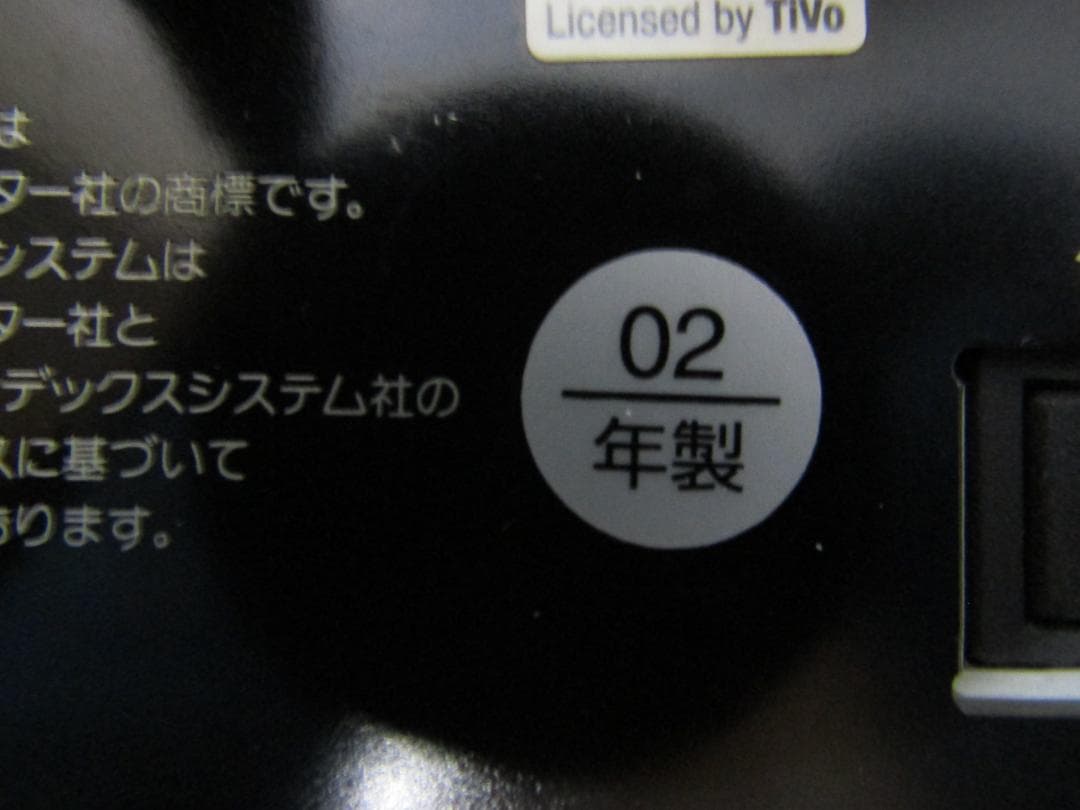 Licensed by TiVo
は
ター社の商標です。
システムは
ター社と
デックスシステム社の
スに基づいて
おります。
02
年製